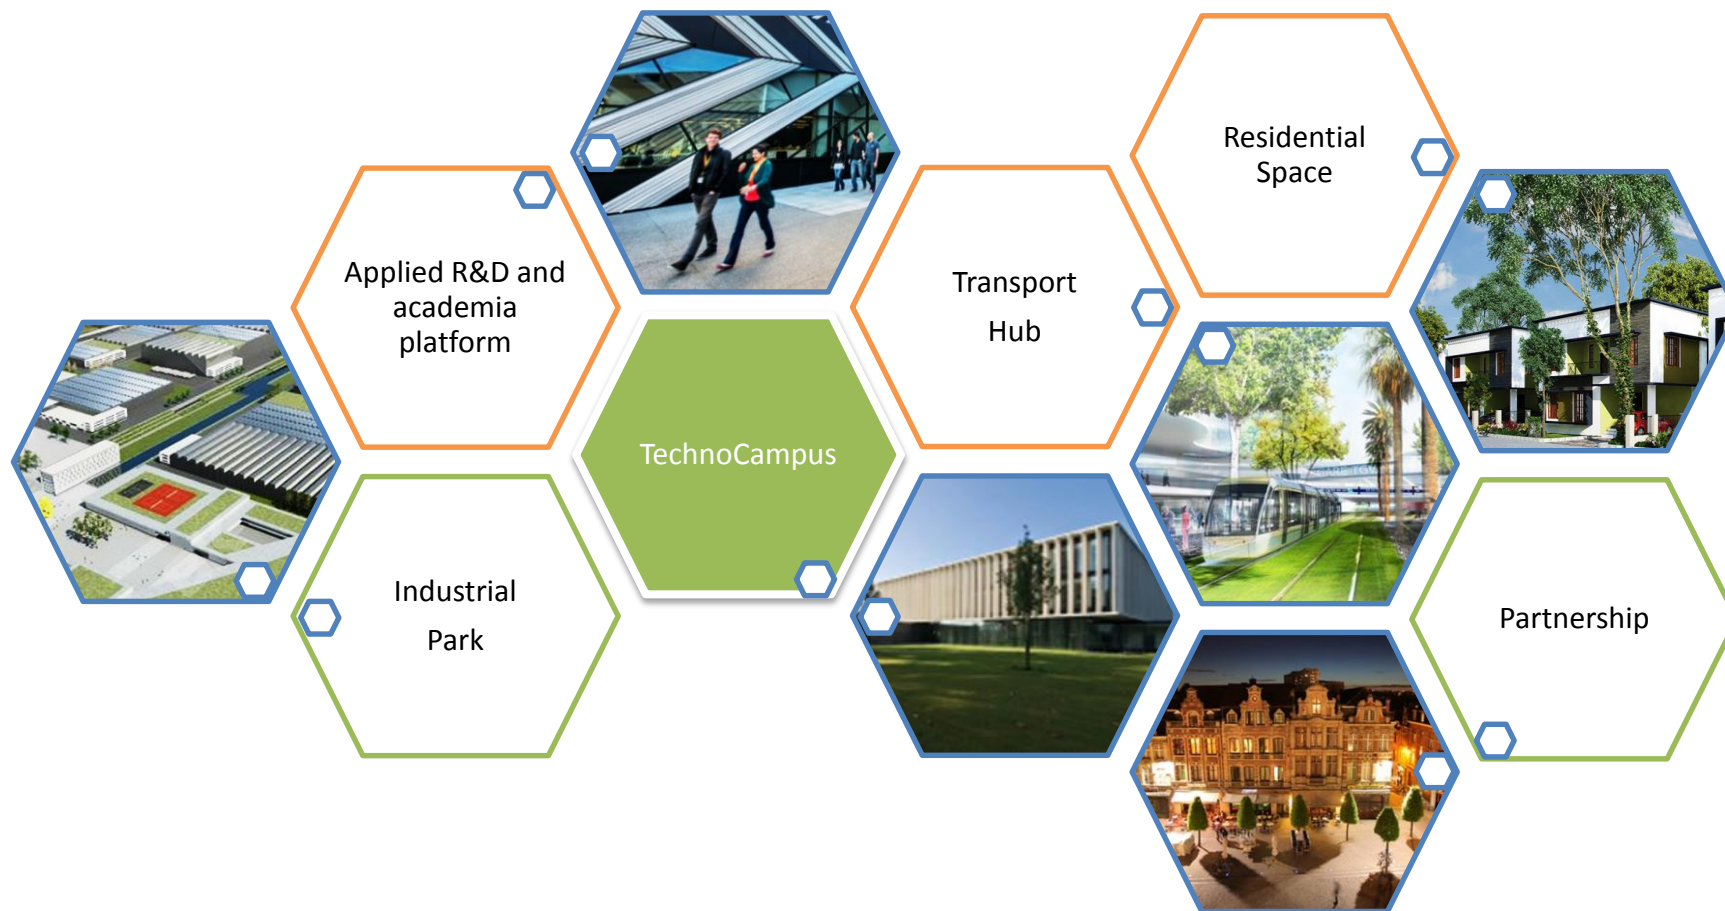 Applied R&D and
academia
platform
Industrial
Park
TechnoCampus
Transport
Hub
Residential
Space
Partnership